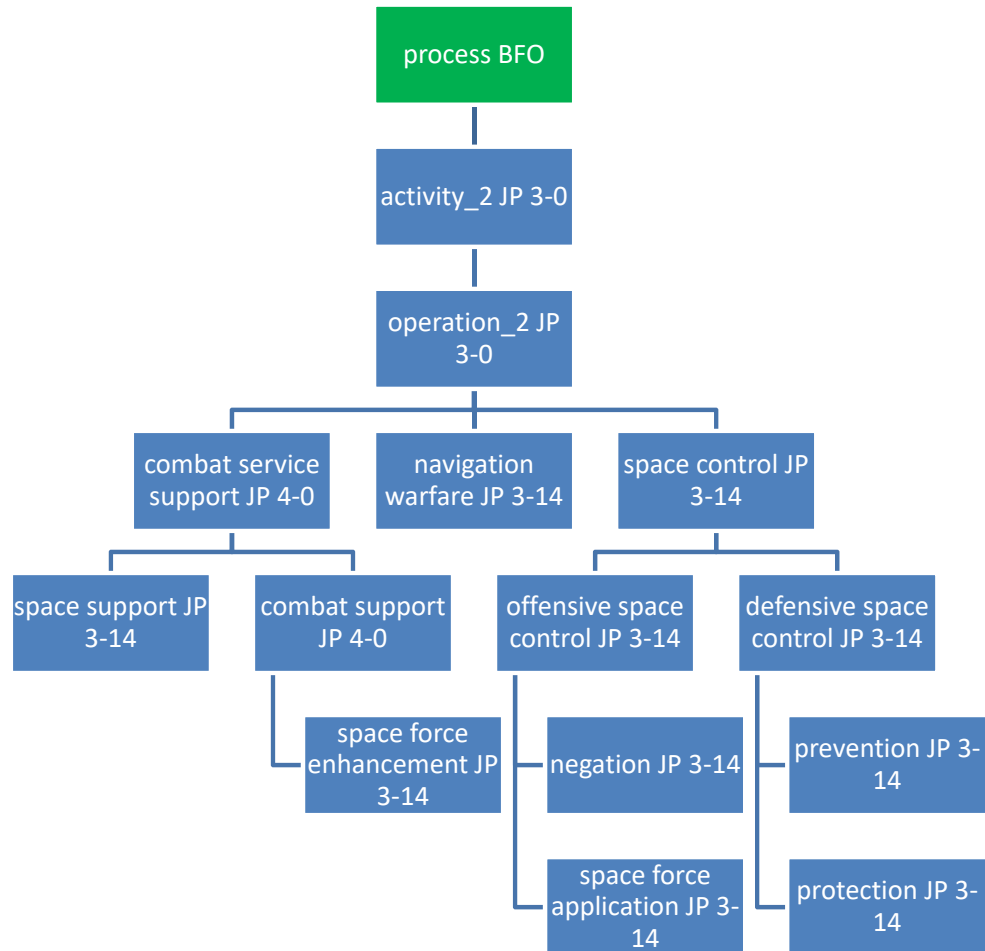 process BFO
activity_2 JP 3-0
operation_2 JP
3-0
combat service
support JP 4-0
navigation
warfare JP 3-14
space control JP
3-14
space support JP
3-14
combat support
JP 4-0
offensive space
control JP 3-14
defensive space
control JP 3-14
space force
enhancement JP
3-14
negation JP 3-14
prevention JP 3-
14
space force
application JP 3-
14
protection JP 3-
14